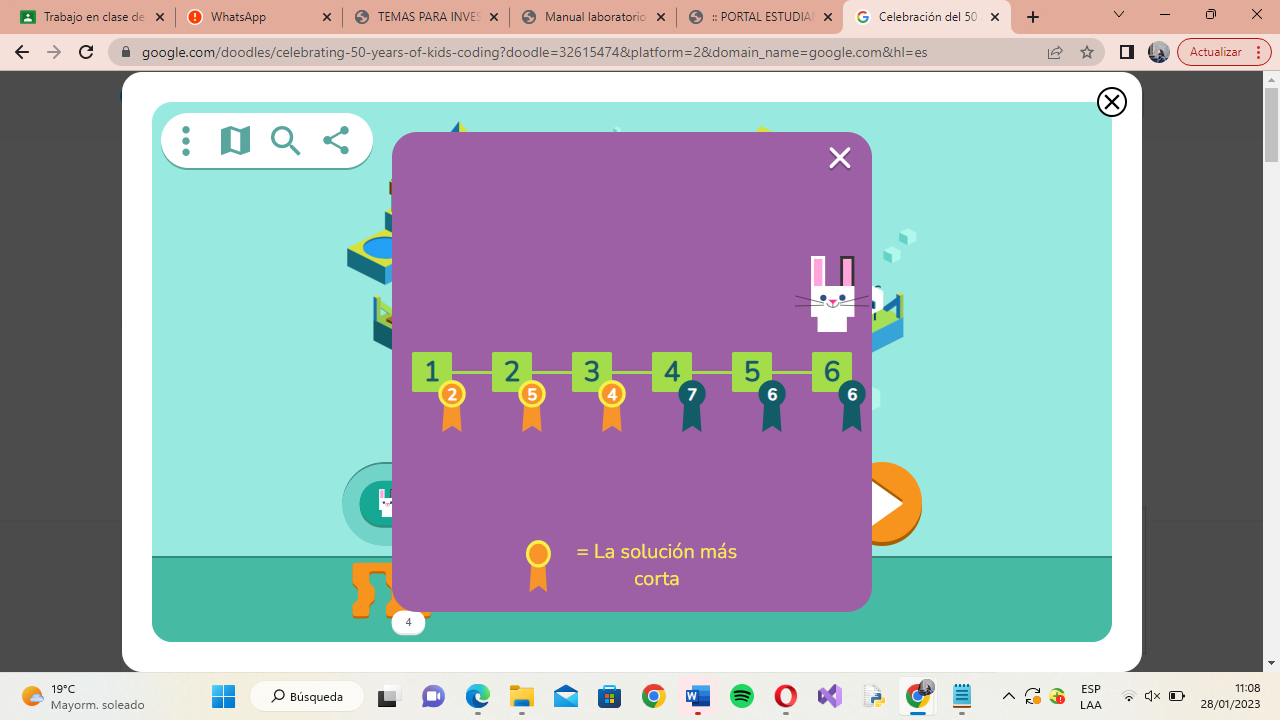 Trabajo en clase de
WhatsApp
TEMAS PARA INVES
Manual laboratorio
:: PORTAL ESTUDIAN
Celebración del 50
google.com/doodles/celebrating-50-years-of-kids-coding?doodle=32615474&platform=2&domain_name=google.com&hl=es
Actualizar
1 2 3 4 5 6
2 5 4 7 6 6
= La solución más
corta
4
19°C
Mayorm. soleado
Búsqueda
ESP
LAA
11:08
28/01/2023